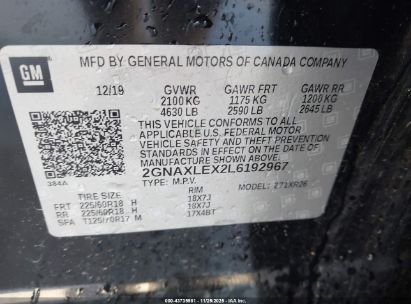 GM
MFD BY GENERAL MOTORS OF CANADA COMPANY
12/19 GVWR GAWR FRT GAWR RR
2100 KG 1175 KG 1200 KG
4630 LB 2590 LB 2645 LB
THIS VEHICLE CONFORMS TO ALL
APPLICABLE U.S. FEDERAL MOTOR
VEHICLE SAFETY AND THEFT PREVENTION
STANDARDS IN EFFECT ON THE DATE OF
MANUFACTURE SHOWN ABOVE.
2GNAXLEX2L6192967
384A TYPE: M.P.V. MODEL: 271XR26
TIRE SIZE RIM
FRT 225/60R18 H 18X7J
RR 225/60R18 H 18X7J
SPA T125/70R17 M 17X4BT